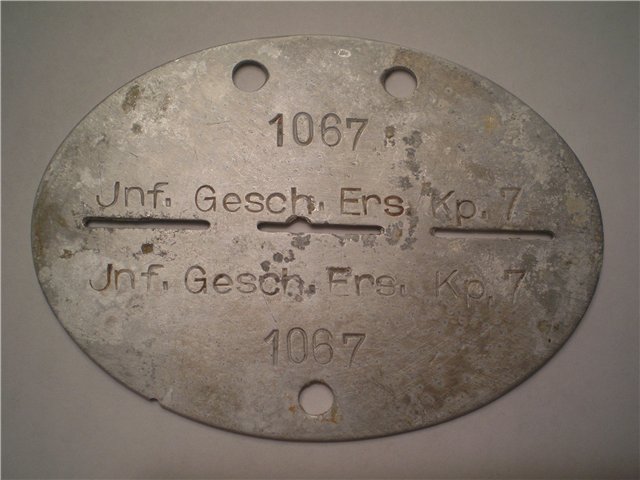 1067
Jnf. Gesch. Ers. Kp. 7
Jnf. Gesch. Ers. Kp. 7
1067